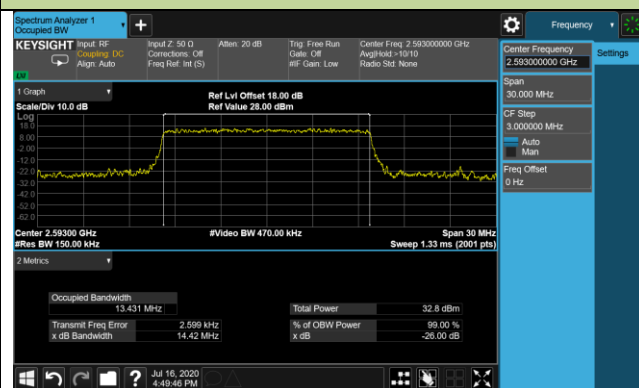 Spectrum Analyzer 1
Occupied BW
Frequency
KEYSIGHT
Input: RF
Coupling: DC
Align: Auto
Input Z: 50 Ω
Corrections: Off
Freq Ref: Int (S)
Atten: 20 dB
Trig: Free Run
Gate: Off
#IF Gain: Low
Center Freq: 2.593000000 GHz
Avg|Hold:>10/10
Radio Std: None
Center Frequency
2.593000000 GHz
Settings
Span
30.000 MHz
CF Step
3.000000 MHz
Auto
Man
Freq Offset
0 Hz
1 Graph
Scale/Div 10.0 dB
Ref Lvl Offset 18.00 dB
Ref Value 28.00 dBm
Log
18.0
8.00
-2.00
-12.0
-22.0
-32.0
-42.0
-52.0
-62.0
Center 2.59300 GHz
#Res BW 150.00 kHz
#Video BW 470.00 kHz
Span 30 MHz
Sweep 1.33 ms (2001 pts)
2 Metrics
Occupied Bandwidth
13.431 MHz
Total Power 32.8 dBm
Transmit Freq Error 2.599 kHz
% of OBW Power 99.00 %
x dB Bandwidth 14.42 MHz
x dB -26.00 dB
Jul 16, 2020
4:49:46 PM